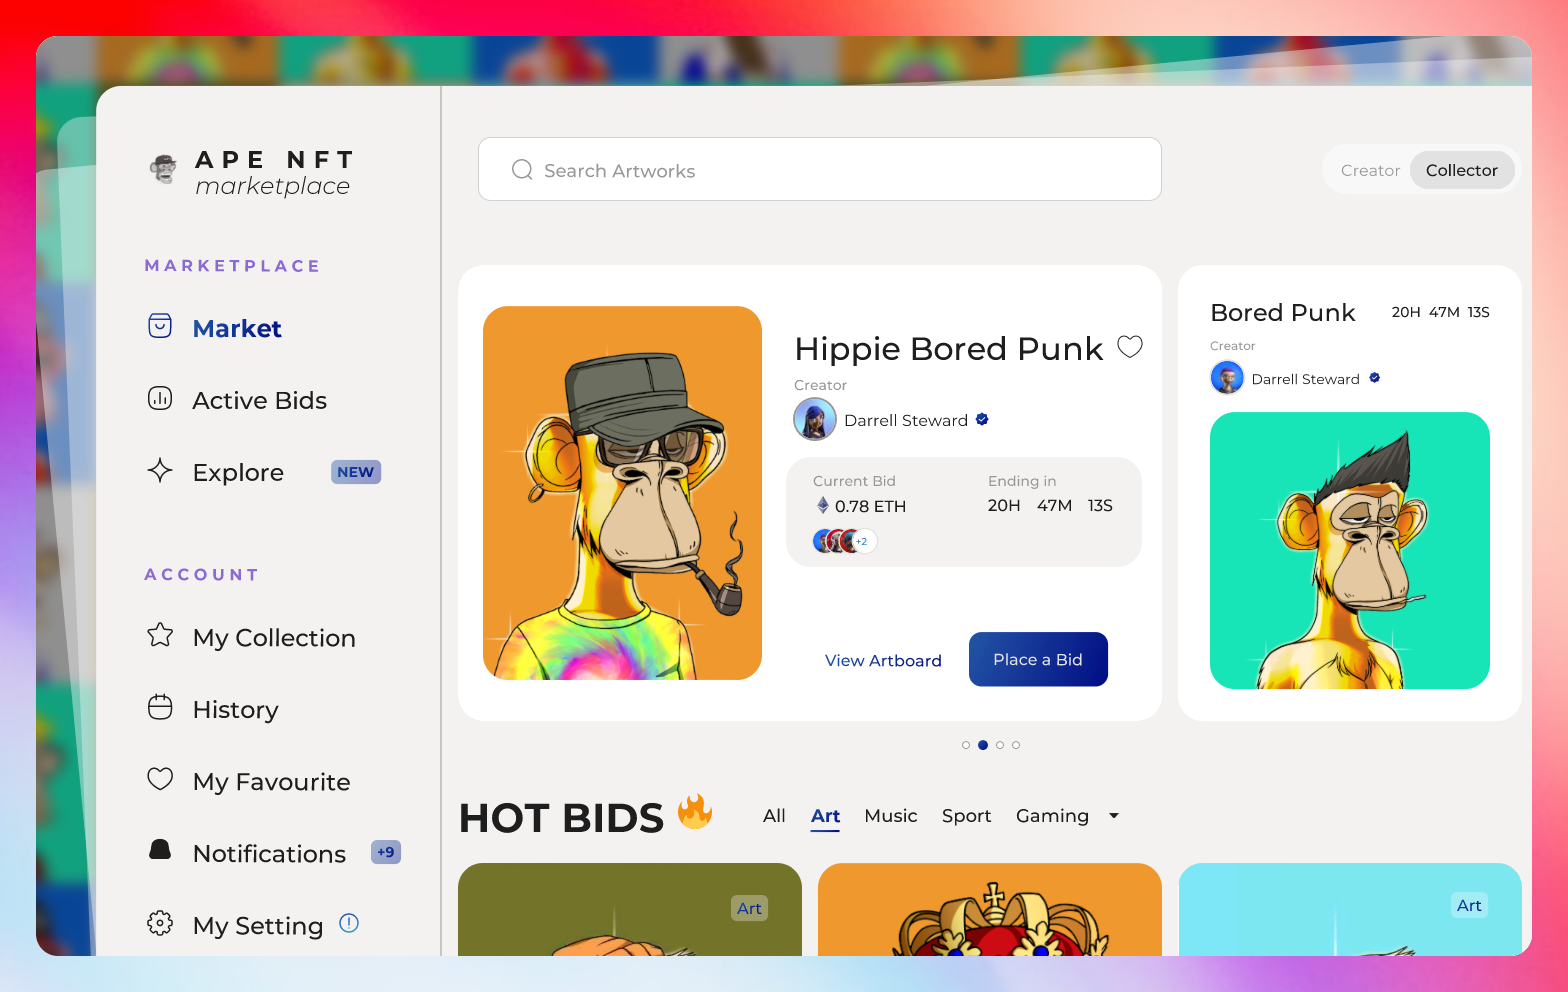 APE NFT
marketplace
MARKETPLACE
Market
Active Bids
Explore NEW
ACCOUNT
My Collection
History
My Favourite
Notifications +9
My Setting
Search Artworks
Creator Collector
Hippie Bored Punk
Creator
Darrell Steward
Current Bid Ending in
0.78 ETH 20H 47M 13S
+2
View Artboard Place a Bid
Bored Punk 20H 47M 13S
Creator
Darrell Steward
HOT BIDS All Art Music Sport Gaming
Art
Art